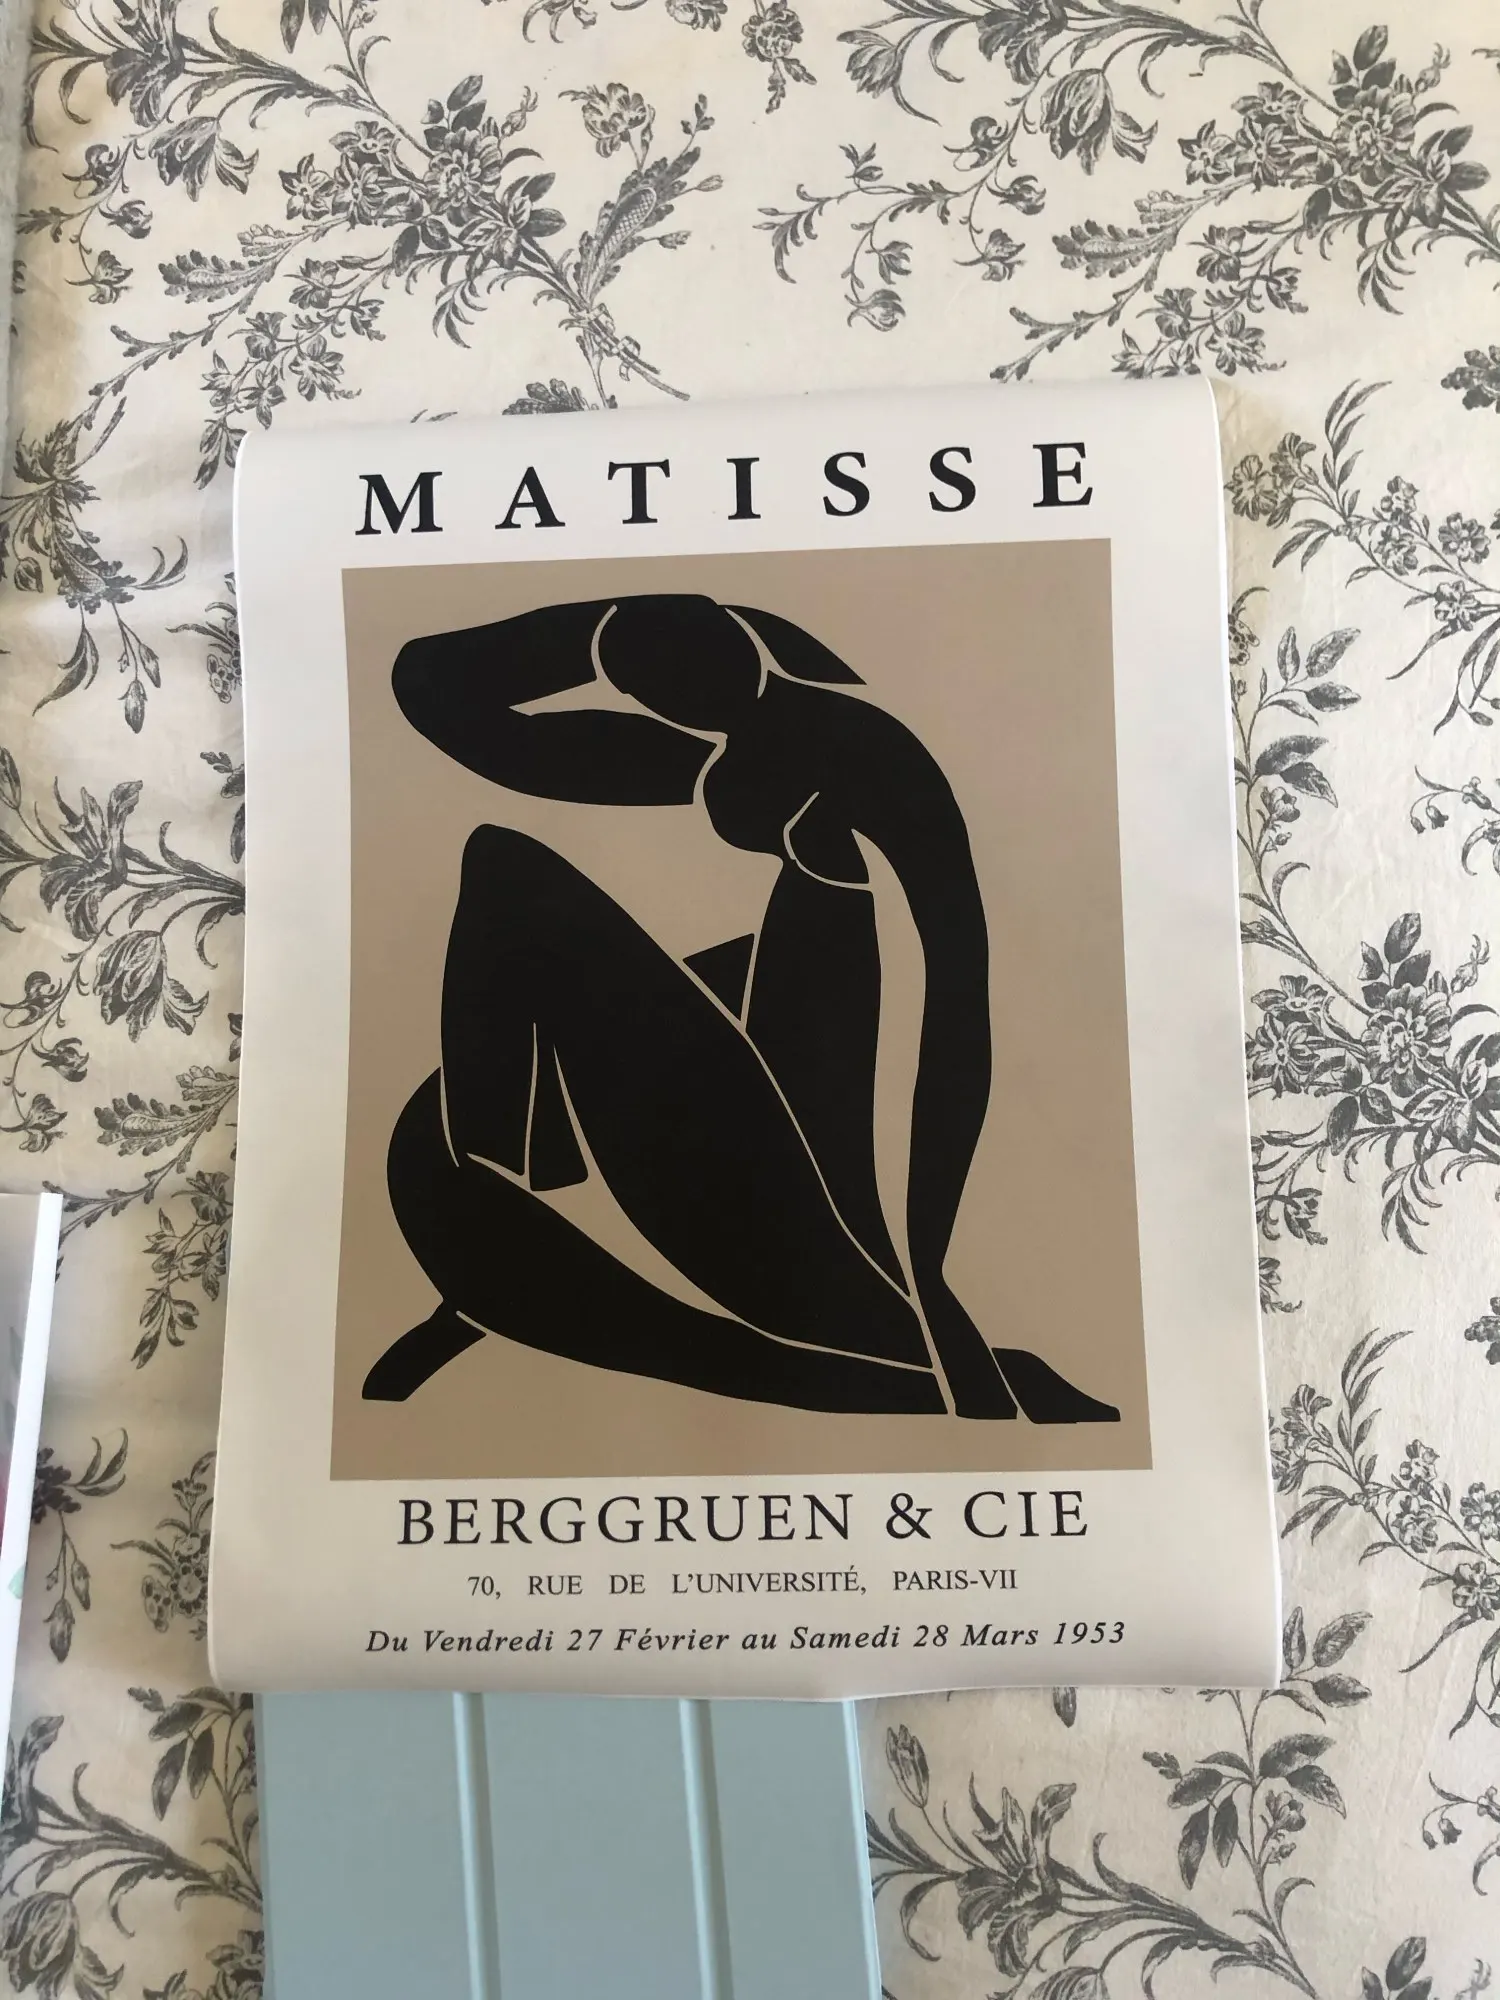 MATISSE
BERGGRUEN & CIE
70, RUE DE L'UNIVERSITÉ, PARIS-VII
Du Vendredi 27 Février au Samedi 28 Mars 1953